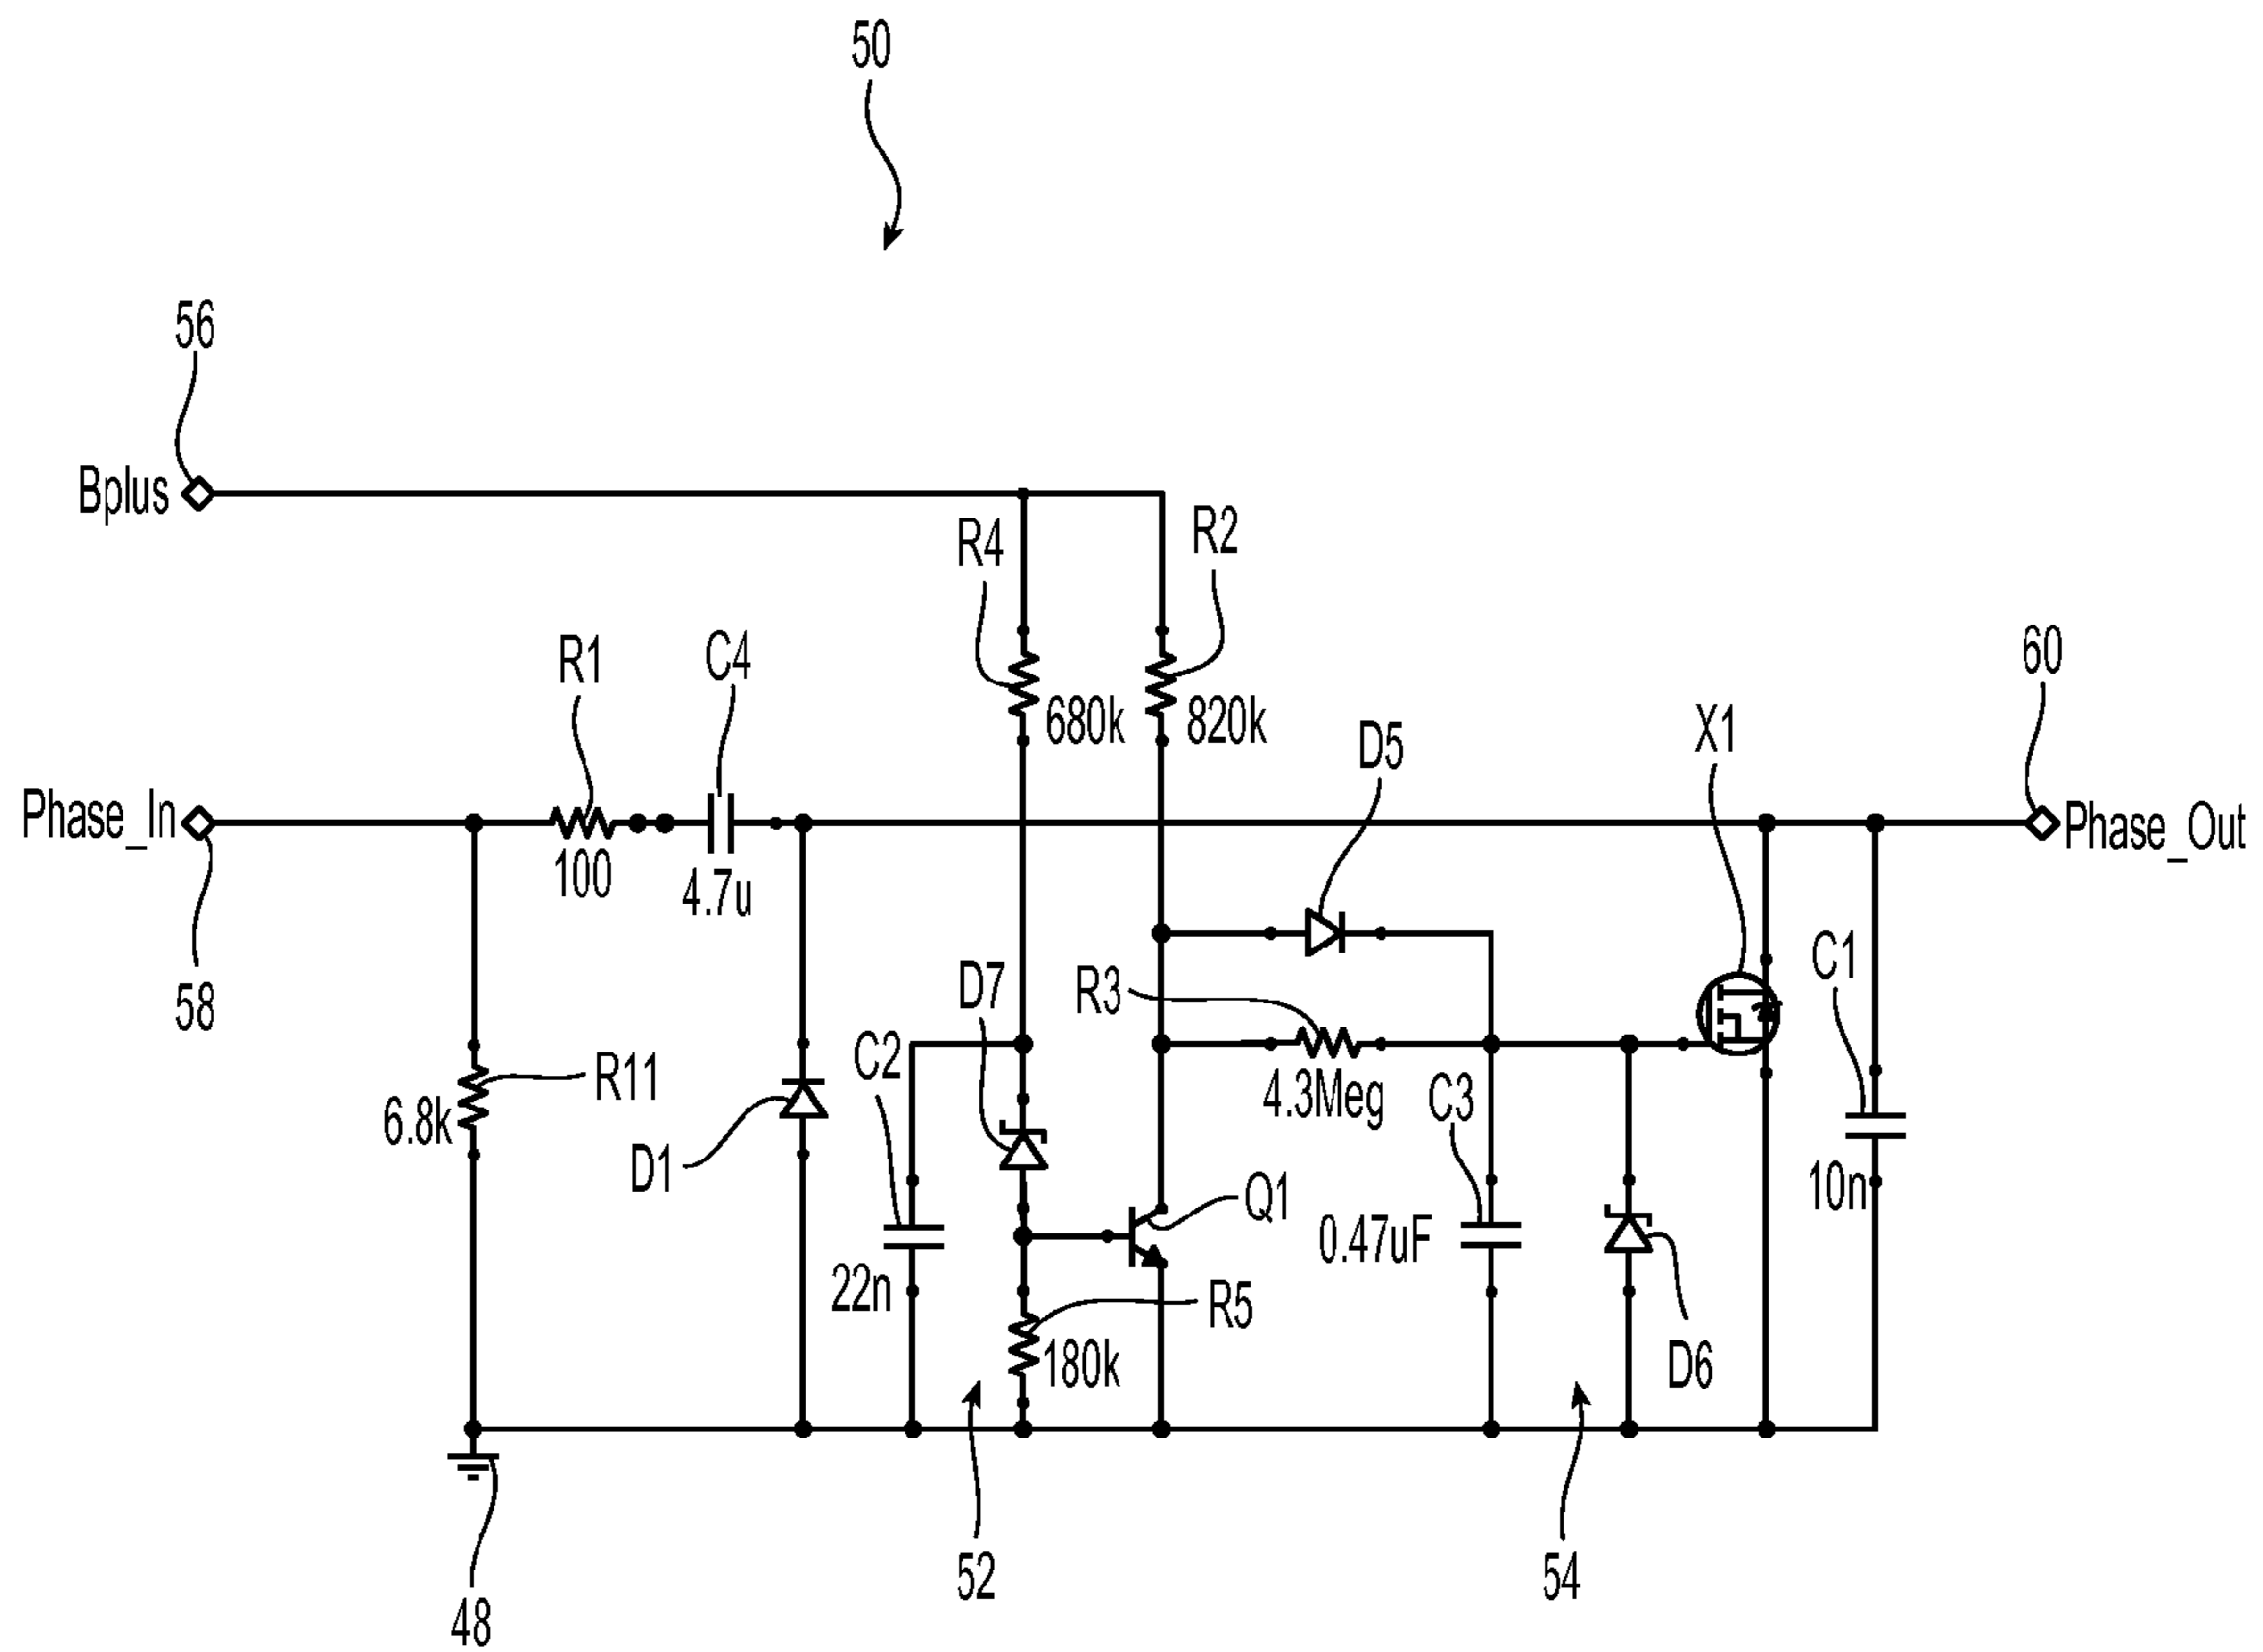 50
56
Bplus
R4
R2
R1
C4
60
680k
820k
D5
X1
Phase_In
Phase_Out
100
4.7u
58
D7
R3
C1
C2
R11
4.3Meg
C3
6.8k
D1
Q1
10n
0.47uF
22n
R5
180k
D6
52
54
48